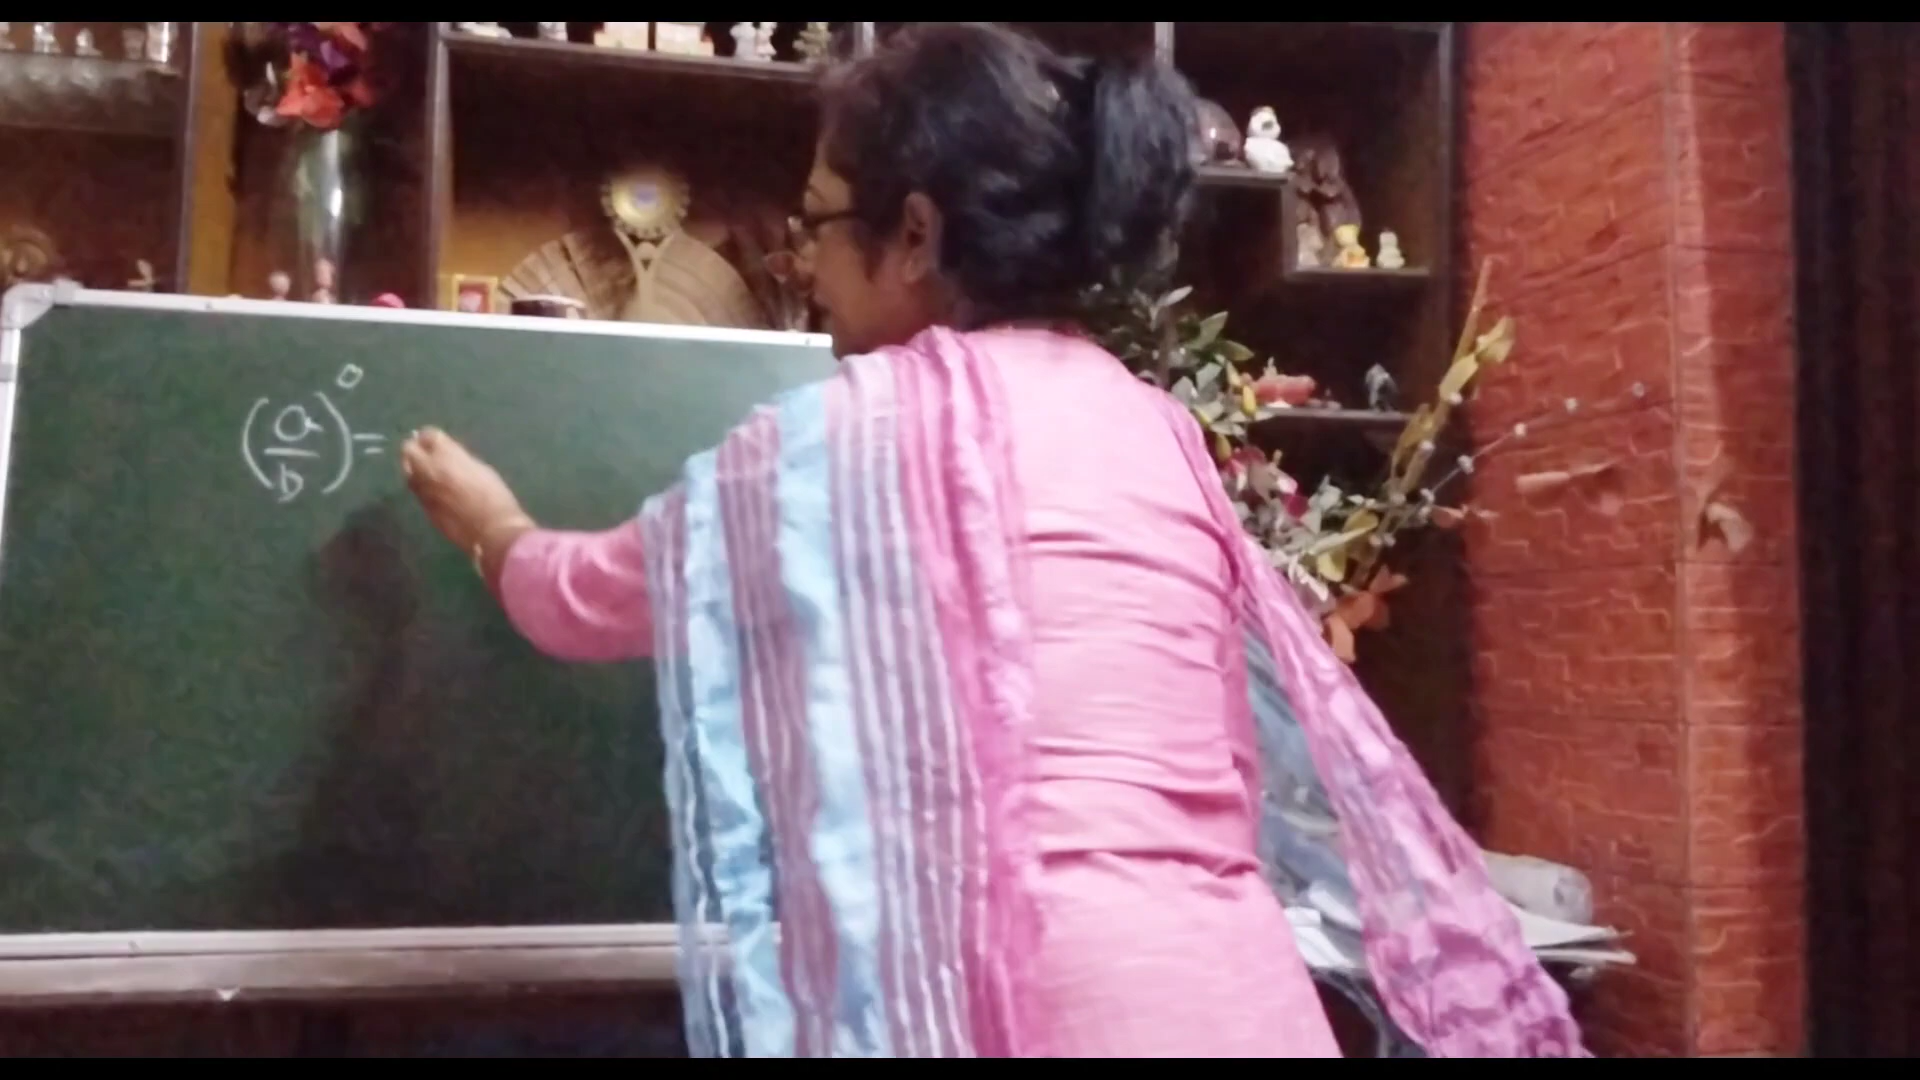 (a/b)⁰ =